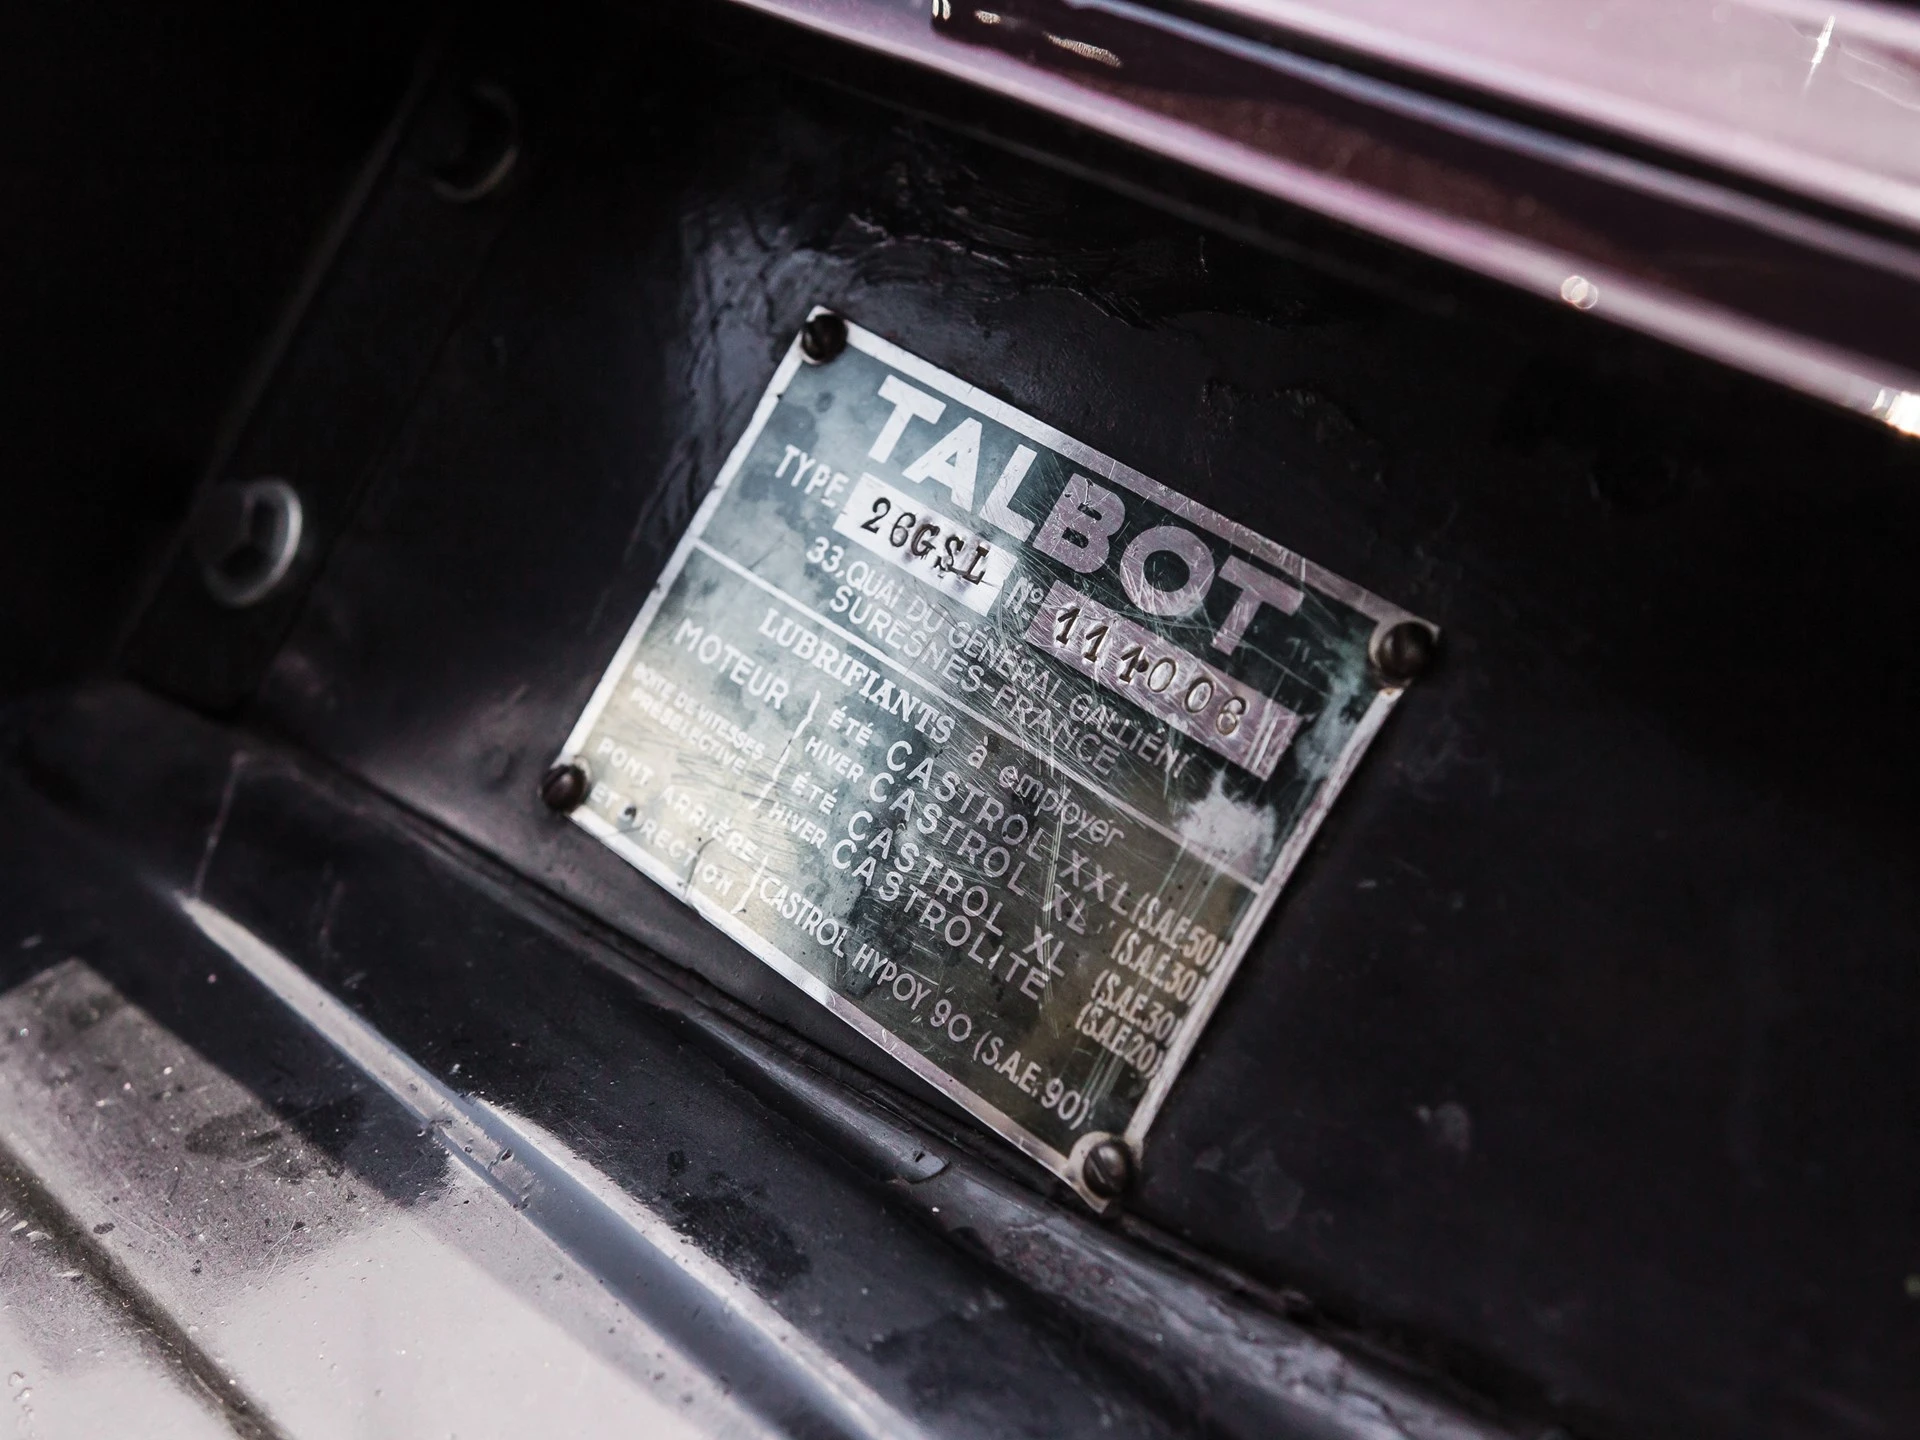 TALBOT
TYPE 26GSL No 111006
33, QUAI DU GÉNÉRAL GALLIÉNI
SURESNES-FRANCE
LUBRIFIANTS à employer
MOTEUR } ÉTÉ CASTROL XXL (S.A.E.50)
HIVER CASTROL XL (S.A.E.30)
BOITE DE VITESSES PRÉSÉLECTIVE } ÉTÉ CASTROL XL (S.A.E.30)
HIVER CASTROLITE (S.A.E.20)
PONT ARRIÈRE ET DIRECTION } CASTROL HYPOY 90 (S.A.E. 90)